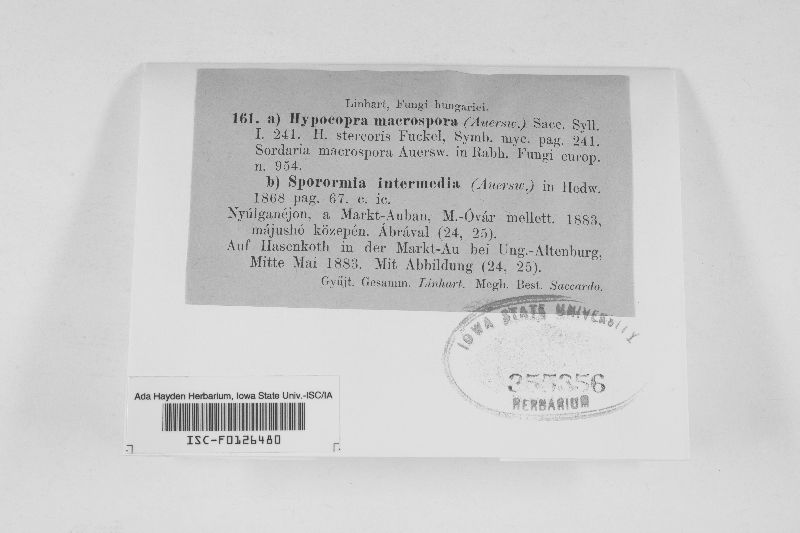 Linhart, Fungi hungarici.
161. a) Hypocopra macrospora (Auersw.) Sacc. Syll.
I. 241. H. stercoris Fuckel, Symb. myc. pag. 241.
Sordaria macrospora Auersw. in Rabh. Fungi europ.
n. 954.
b) Sporormia intermedia (Auersw.) in Hedw.
1868 pag. 67. c. ic.
Nyúlganéjon, a Markt-Auban, M.-Óvár mellett. 1883,
májushó közepén. Ábrával (24, 25).
Auf Hasenkoth in der Markt-Au bei Ung.-Altenburg,
Mitte Mai 1883. Mit Abbildung (24, 25).
Gyűjt. Gesamm. Linhart. Megh. Best. Saccardo.
IOWA STATE UNIVERSITY
355356
HERBARIUM
Ada Hayden Herbarium, Iowa State Univ.-ISC/IA
ISC-F0126480